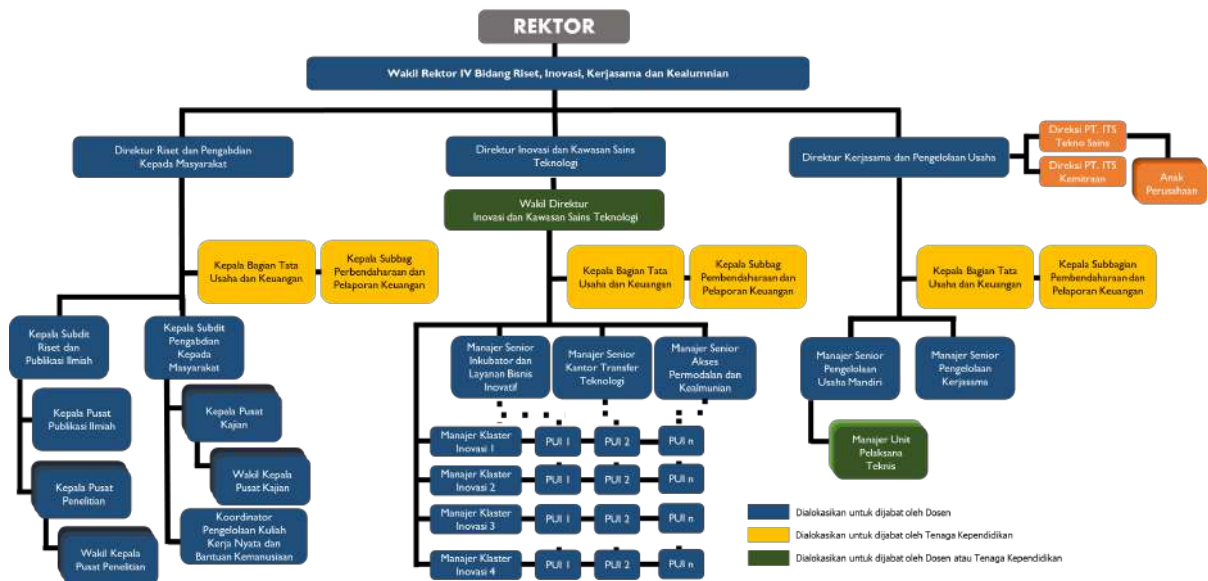 REKTOR
Wakil Rektor IV Bidang Riset, Inovasi, Kerjasama dan Kealumnian
Direktur Riset dan Pengabdian
Kepada Masyarakat
Direktur Inovasi dan Kawasan Sains
Teknologi
Direktur Kerjasama dan Pengelolaan Usaha
Direksi PT. ITS
Tekno Sains
Direksi PT. ITS
Kemitraan
Anak
Perusahaan
Wakil Direktur
Inovasi dan Kawasan Sains Teknologi
Kepala Bagian Tata
Usaha dan Keuangan
Kepala Subbag
Perbendaharaan dan
Pelaporan Keuangan
Kepala Bagian Tata
Usaha dan Keuangan
Kepala Subbag
Pembendaharaan dan
Pelaporan Keuangan
Kepala Bagian Tata
Usaha dan Keuangan
Kepala Subbagian
Pembendaharaan dan
Pelaporan Keuangan
Kepala Subdit
Riset dan
Publikasi Ilmiah
Kepala Subdit
Pengabdian
Kepada
Masyarakat
Manajer Senior
Inkubator dan
Layanan Bisnis
Inovatif
Manajer Senior
Kantor Transfer
Teknologi
Manajer Senior
Akses
Permodalan dan
Kealmunian
Manajer Senior
Pengelolaan
Usaha Mandiri
Manajer Senior
Pengelolaan
Kerjasama
Kepala Pusat
Publikasi Ilmiah
Kepala Pusat
Kajian
Kepala Pusat
Penelitian
Wakil Kepala
Pusat Kajian
Wakil Kepala
Pusat Penelitian
Koordinator
Pengelolaan Kuliah
Kerja Nyata dan
Bantuan Kemanusiaan
Manajer Klaster
Inovasi 1
PUI 1
PUI 2
PUI n
Manajer Klaster
Inovasi 2
PUI 1
PUI 2
PUI n
Manajer Klaster
Inovasi 3
PUI 1
PUI 2
PUI n
Manajer Klaster
Inovasi 4
PUI 1
PUI 2
PUI n
Manajer Unit
Pelaksana
Teknis
Dialokasikan untuk dijabat oleh Dosen
Dialokasikan untuk dijabat oleh Tenaga Kependidikan
Dialokasikan untuk dijabat oleh Dosen atau Tenaga Kependidikan